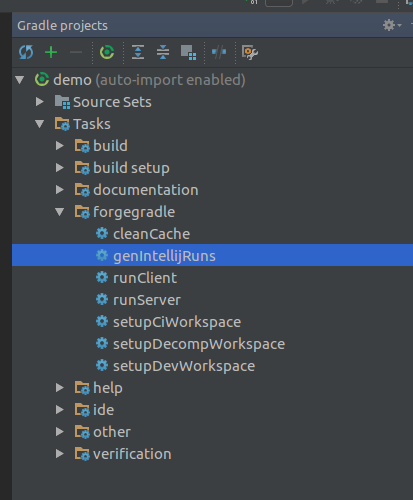 Gradle projects
demo (auto-import enabled)
Source Sets
Tasks
build
build setup
documentation
forgegradle
cleanCache
genIntellijRuns
runClient
runServer
setupCiWorkspace
setupDecompWorkspace
setupDevWorkspace
help
ide
other
verification